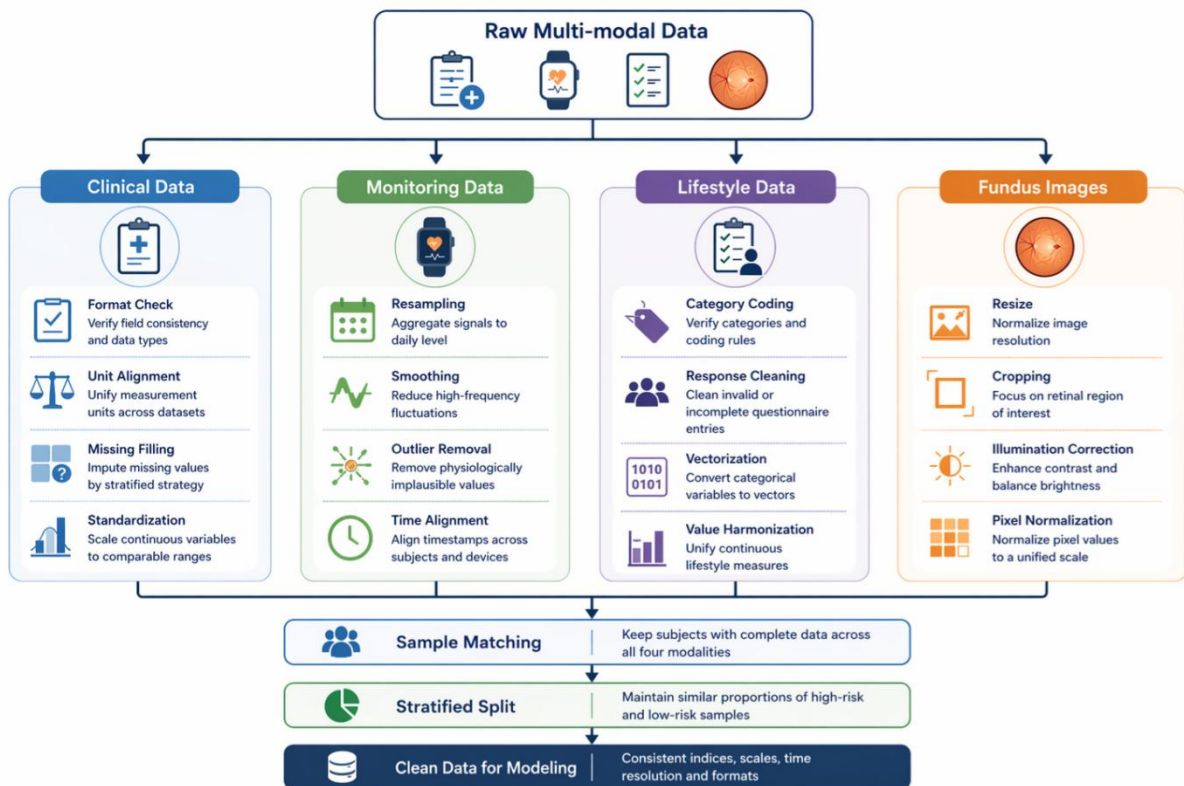 Raw Multi-modal Data
Clinical Data
Format Check
Verify field consistency
and data types
Unit Alignment
Unify measurement
units across datasets
?
Missing Filling
Impute missing values
by stratified strategy
Standardization
Scale continuous variables
to comparable ranges
Monitoring Data
Resampling
Aggregate signals to
daily level
Smoothing
Reduce high-frequency
fluctuations
Outlier Removal
Remove physiologically
implausible values
Time Alignment
Align timestamps across
subjects and devices
Lifestyle Data
Category Coding
Verify categories and
coding rules
Response Cleaning
Clean invalid or
incomplete questionnaire
entries
1010
0101
Vectorization
Convert categorical
variables to vectors
Value Harmonization
Unify continuous
lifestyle measures
Fundus Images
Resize
Normalize image
resolution
Cropping
Focus on retinal region
of interest
Illumination Correction
Enhance contrast and
balance brightness
Pixel Normalization
Normalize pixel values
to a unified scale
Sample Matching
Keep subjects with complete data across
all four modalities
Stratified Split
Maintain similar proportions of high-risk
and low-risk samples
Clean Data for Modeling
Consistent indices, scales, time
resolution and formats